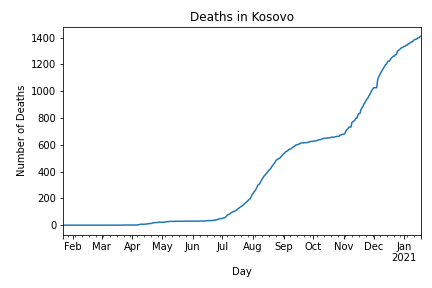 Deaths in Kosovo
Number of Deaths
1400
1200
1000
800
600
400
200
0
Feb Mar Apr May Jun Jul Aug Sep Oct Nov Dec Jan
2021
Day